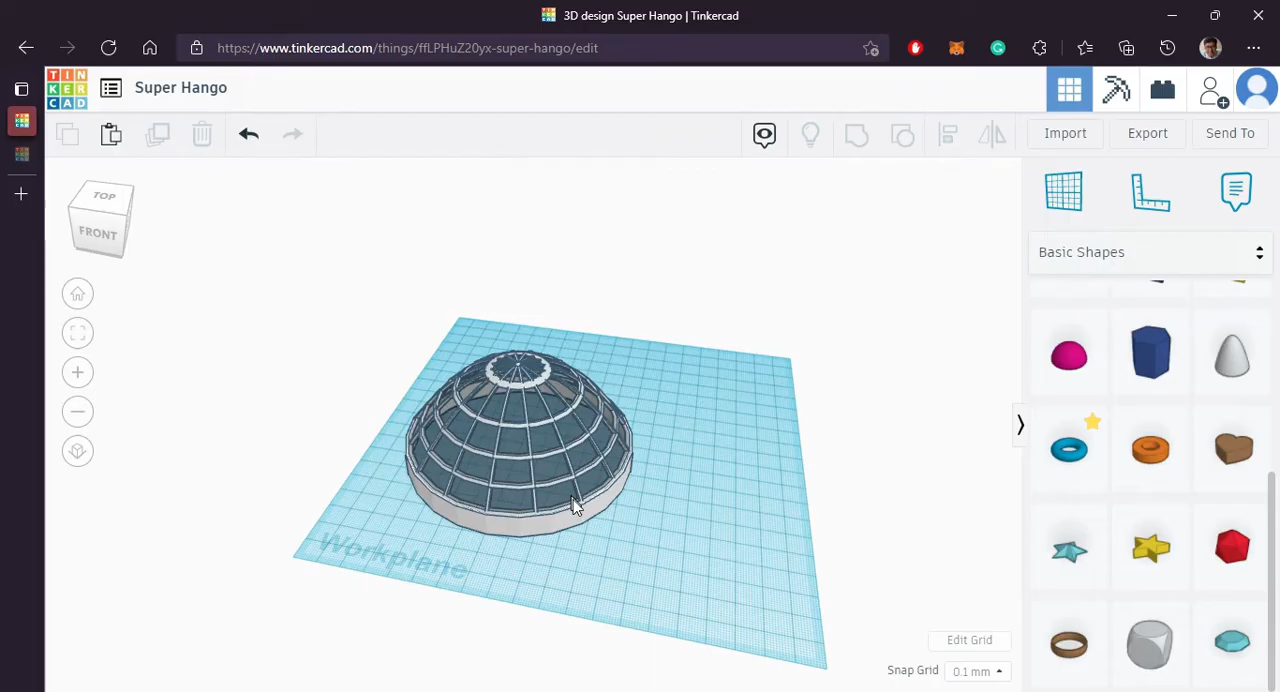 3D design Super Hango | Tinkercad
https://www.tinkercad.com/things/ffLPHuZ20yx-super-hango/edit
TIN
KER
CAD
Super Hango
Import
Export
Send To
TOP
FRONT
Basic Shapes
Workplane
Edit Grid
Snap Grid
0.1 mm